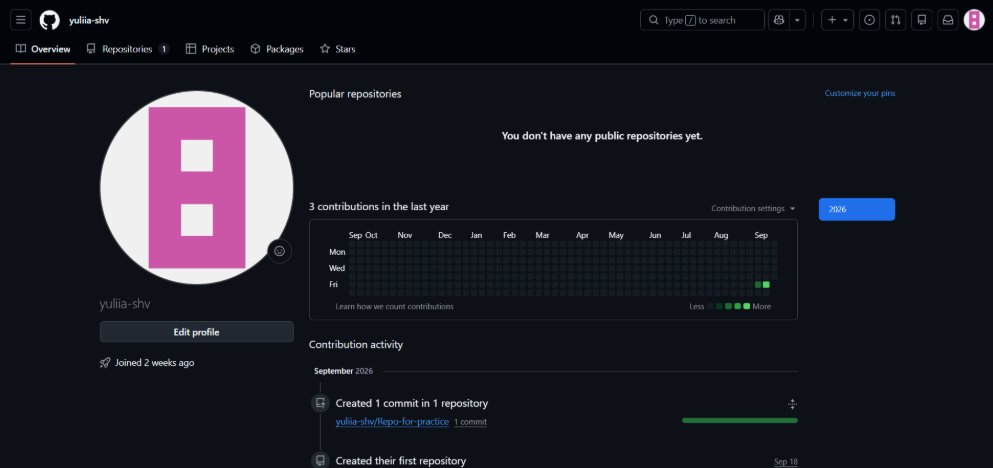 yuliia-shv
Type / to search
Overview Repositories 1 Projects Packages Stars
Popular repositories
Customize your pins
You don't have any public repositories yet.
3 contributions in the last year
Contribution settings
2026
Sep Oct Nov Dec Jan Feb Mar Apr May Jun Jul Aug Sep
Mon
Wed
Fri
Learn how we count contributions
Less More
yuliia-shv
Edit profile
Joined 2 weeks ago
Contribution activity
September 2026
Created 1 commit in 1 repository
yuliia-shv/Repo-for-practice 1 commit
Created their first repository
Sep 18